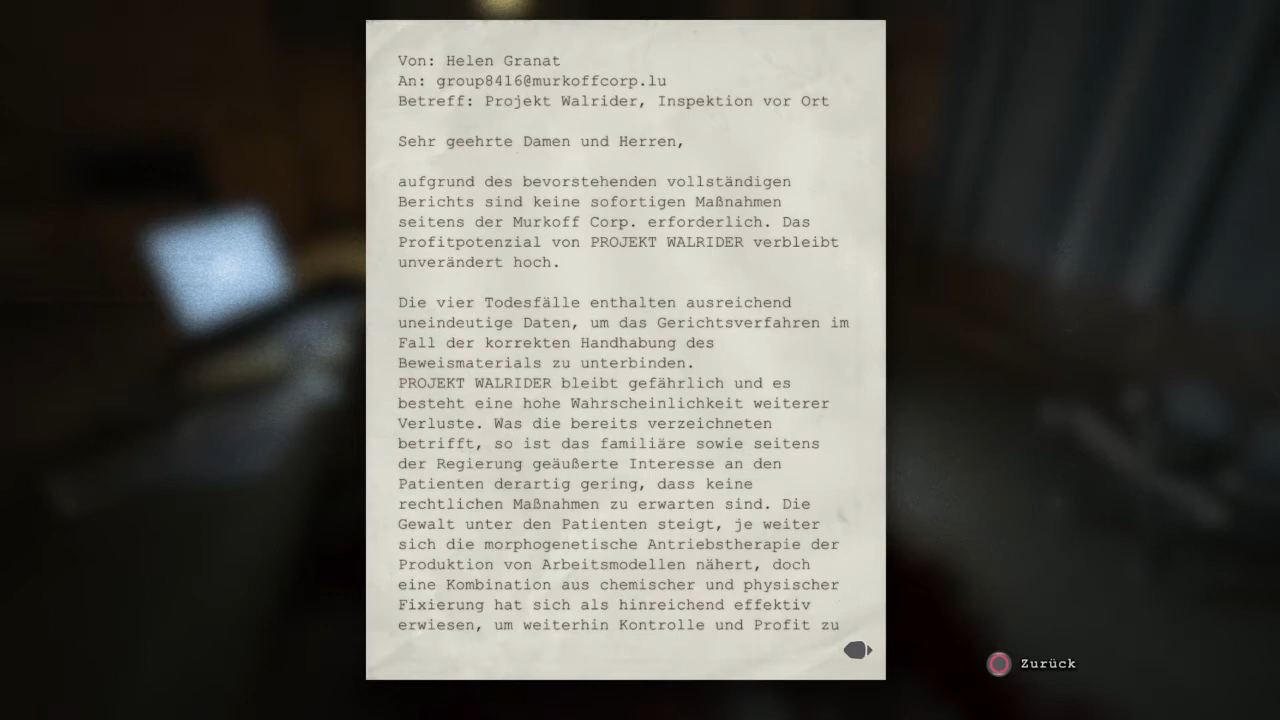 Von: Helen Granat
An: group8416@murkoffcorp.lu
Betreff: Projekt Walrider, Inspektion vor Ort
Sehr geehrte Damen und Herren,
aufgrund des bevorstehenden vollständigen
Berichts sind keine sofortigen Maßnahmen
seitens der Murkoff Corp. erforderlich. Das
Profitpotenzial von PROJEKT WALRIDER verbleibt
unverändert hoch.
Die vier Todesfälle enthalten ausreichend
uneindeutige Daten, um das Gerichtsverfahren im
Fall der korrekten Handhabung des
Beweismaterials zu unterbinden.
PROJEKT WALRIDER bleibt gefährlich und es
besteht eine hohe Wahrscheinlichkeit weiterer
Verluste. Was die bereits verzeichneten
betrifft, so ist das familiäre sowie seitens
der Regierung geäußerte Interesse an den
Patienten derartig gering, dass keine
rechtlichen Maßnahmen zu erwarten sind. Die
Gewalt unter den Patienten steigt, je weiter
sich die morphogenetische Antriebstherapie der
Produktion von Arbeitsmodellen nähert, doch
eine Kombination aus chemischer und physischer
Fixierung hat sich als hinreichend effektiv
erwiesen, um weiterhin Kontrolle und Profit zu
Zurück